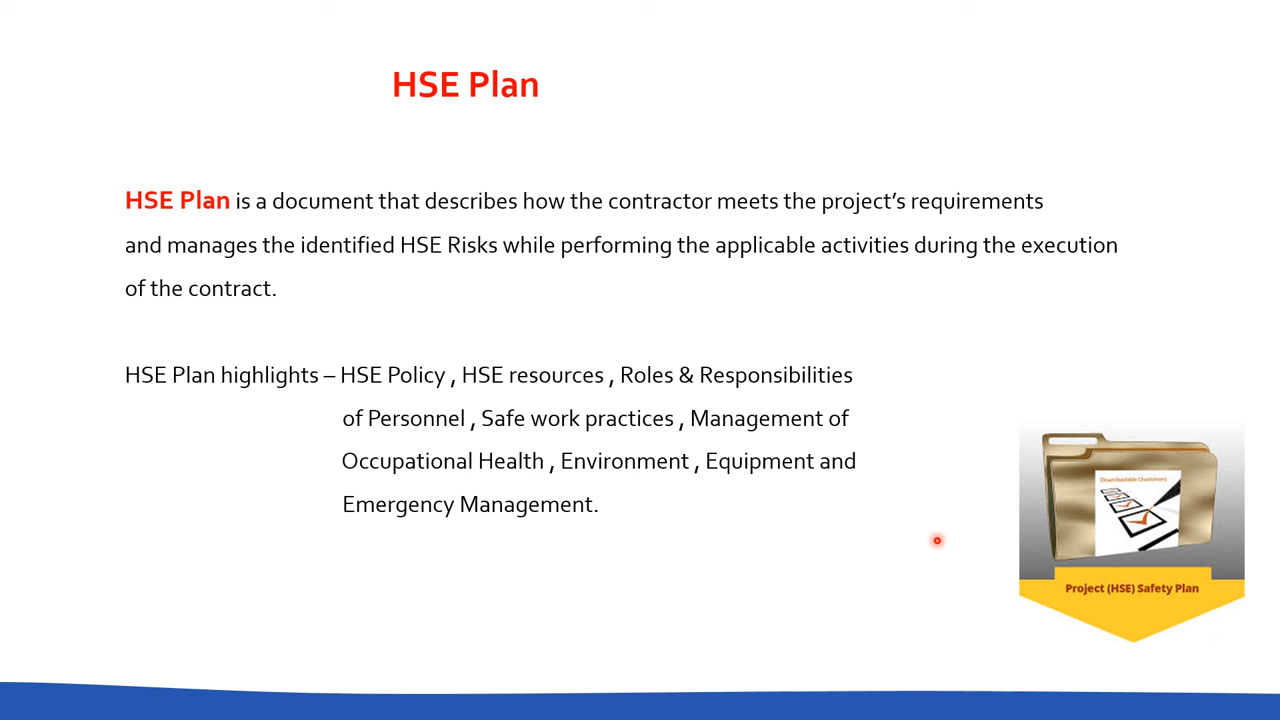 HSE Plan
HSE Plan is a document that describes how the contractor meets the project's requirements
and manages the identified HSE Risks while performing the applicable activities during the execution
of the contract.
HSE Plan highlights – HSE Policy , HSE resources , Roles & Responsibilities
of Personnel , Safe work practices , Management of
Occupational Health , Environment , Equipment and
Emergency Management.
Downloadable Checksheets
Project (HSE) Safety Plan